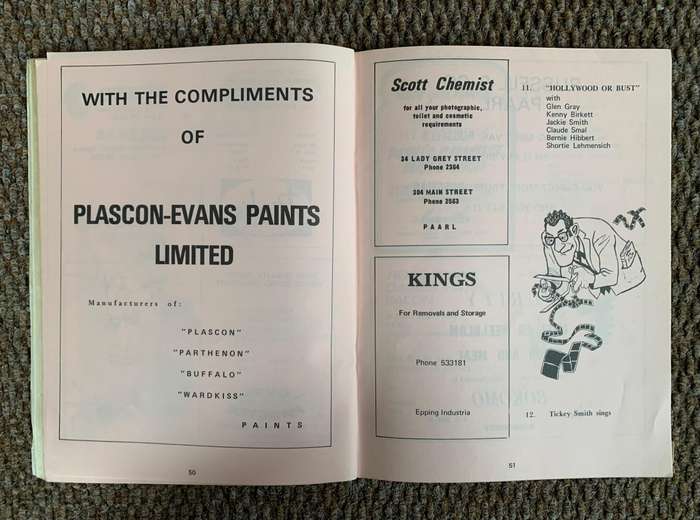 WITH THE COMPLIMENTS
OF
PLASCON-EVANS PAINTS
LIMITED
Manufacturers of:
"PLASCON"
"PARTHENON"
"BUFFALO"
"WARDKISS"
PAINTS
50
Scott Chemist
for all your photographic,
toilet and cosmetic
requirements
34 LADY GREY STREET
Phone 2364
304 MAIN STREET
Phone 2563
PAARL
KINGS
For Removals and Storage
Phone 533181
Epping Industria
11. "HOLLYWOOD OR BUST"
with
Glen Gray
Kenny Birkett
Jackie Smith
Claude Smal
Bernie Hibbert
Shortie Lehmensich
12. Tickey Smith sings
51